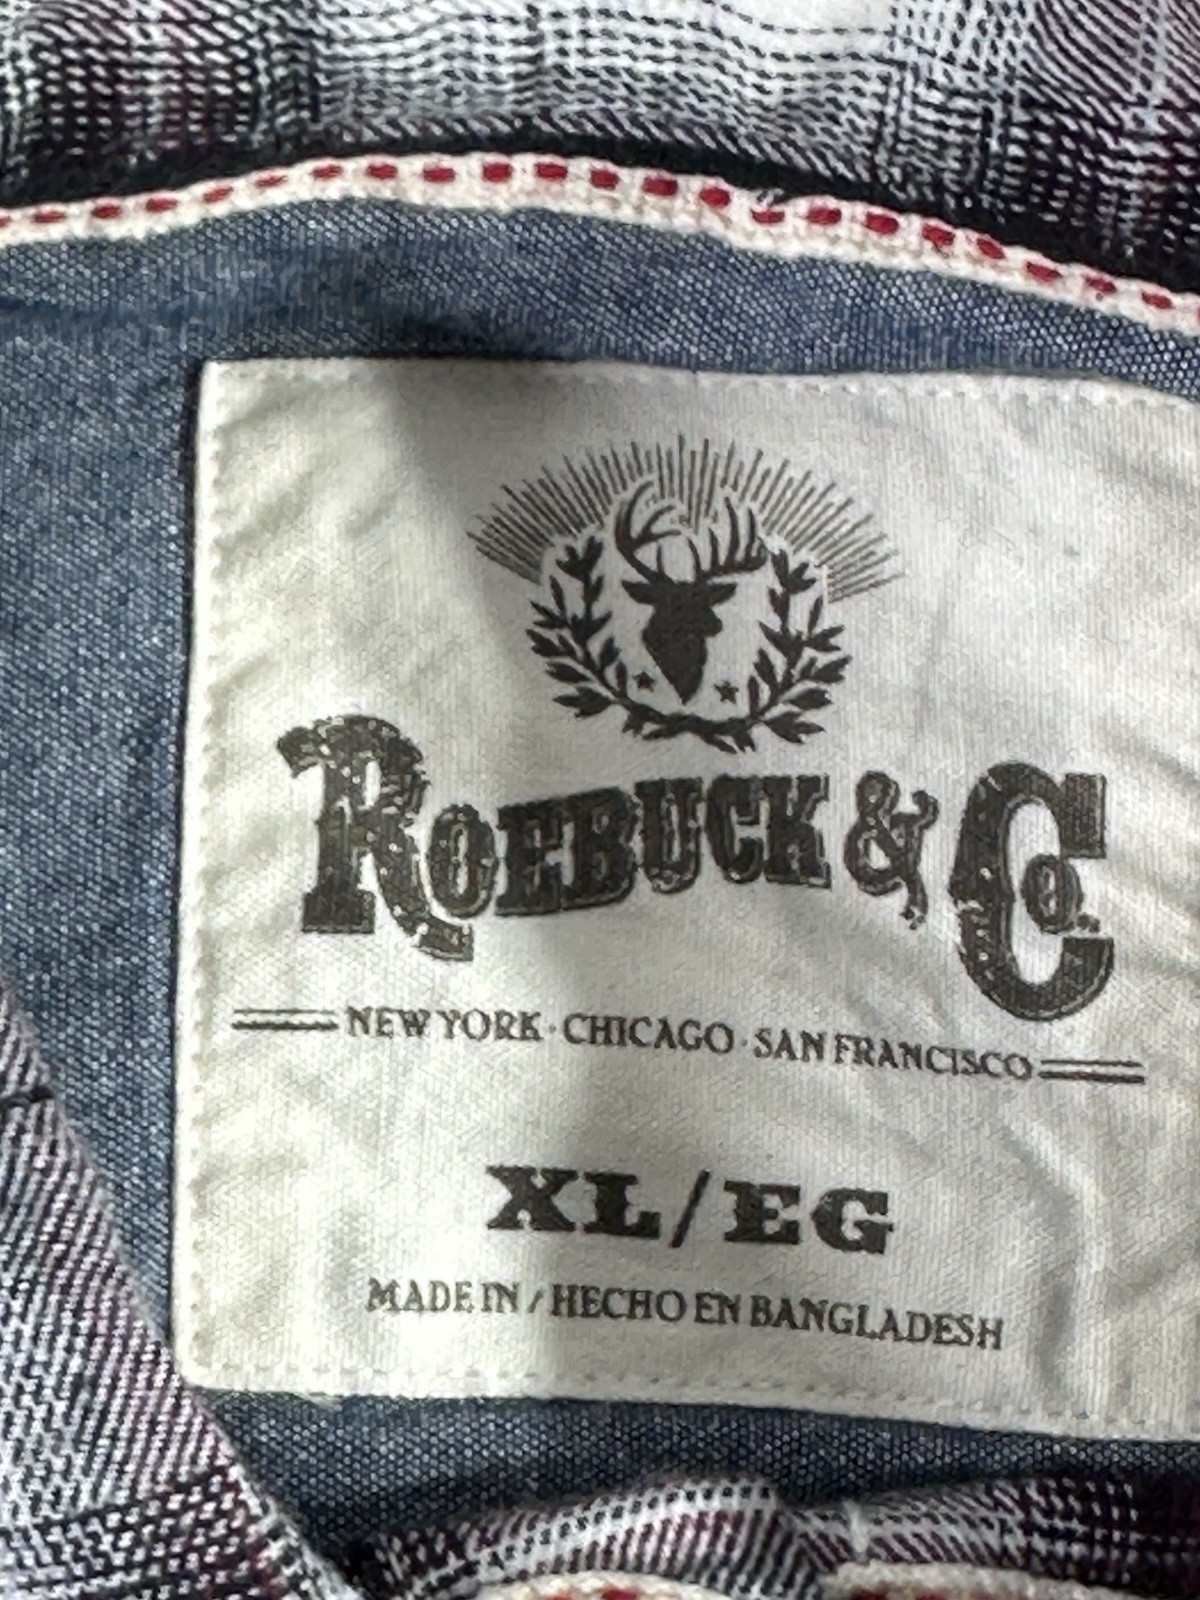 ROEBUCK & Co.
NEW YORK · CHICAGO · SAN FRANCISCO
XL/EG
MADE IN / HECHO EN BANGLADESH